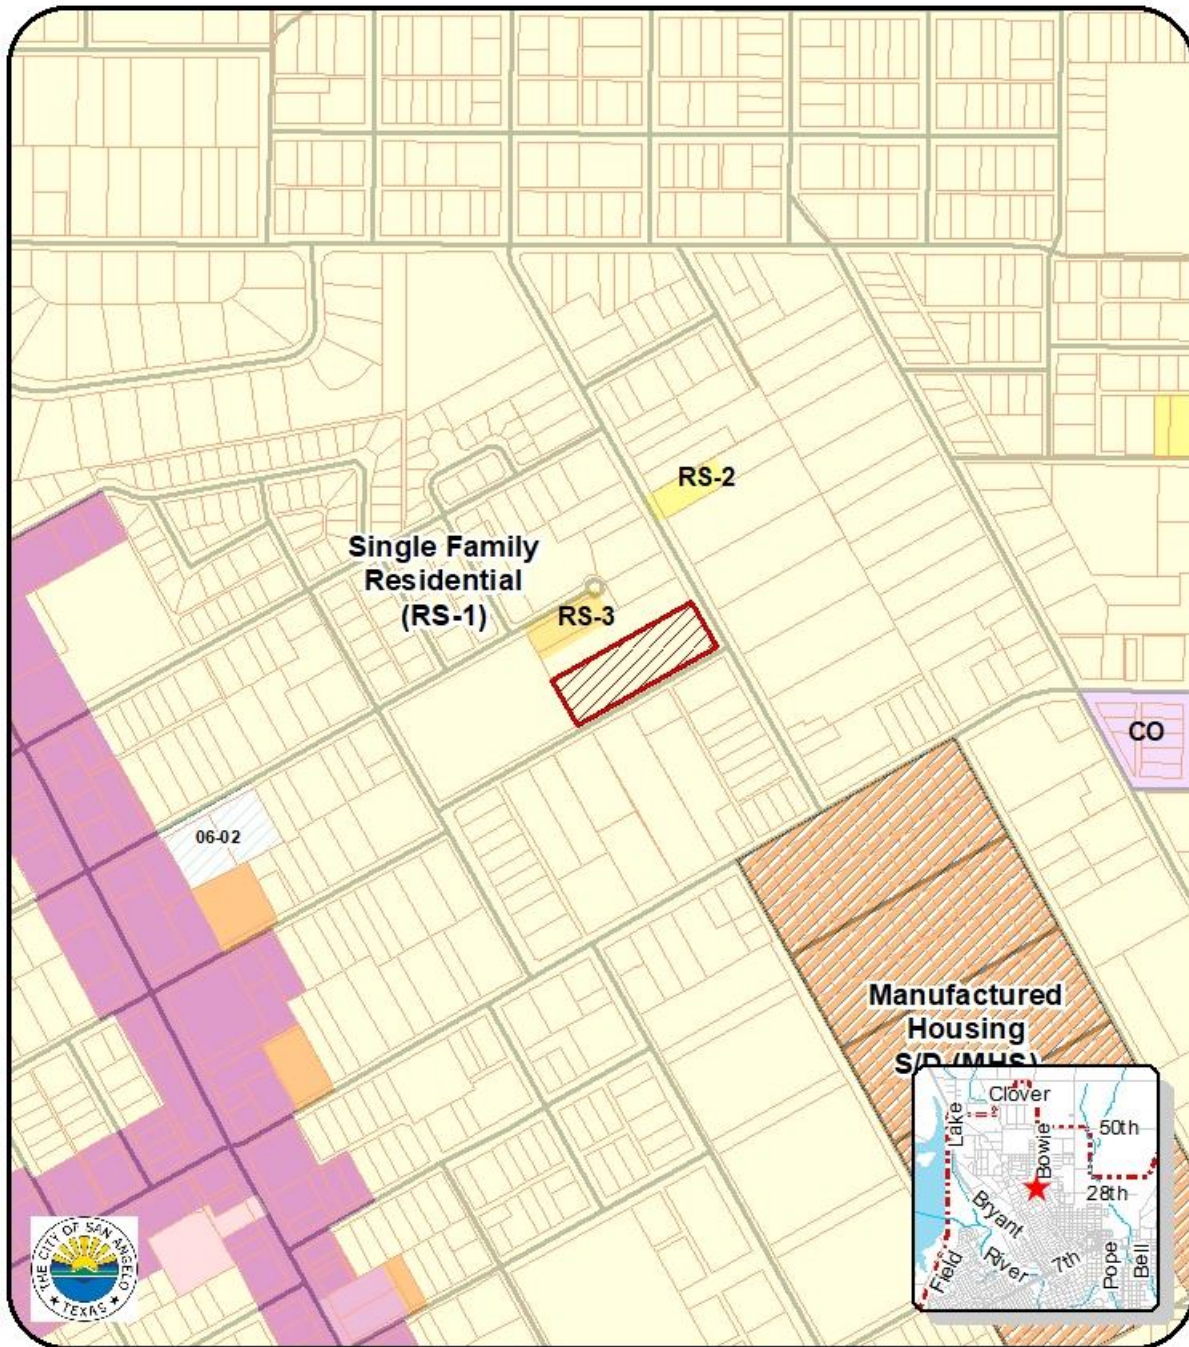 RS-2
Single Family
Residential
(RS-1)
RS-3
CO
06-02
Manufactured
Housing
S/D (MHS)
Clover
Lake
50th
Bowie
28th
Bryant
River
7th
Field
Pope
Bell
THE CITY OF SAN ANGELO
★ TEXAS ★